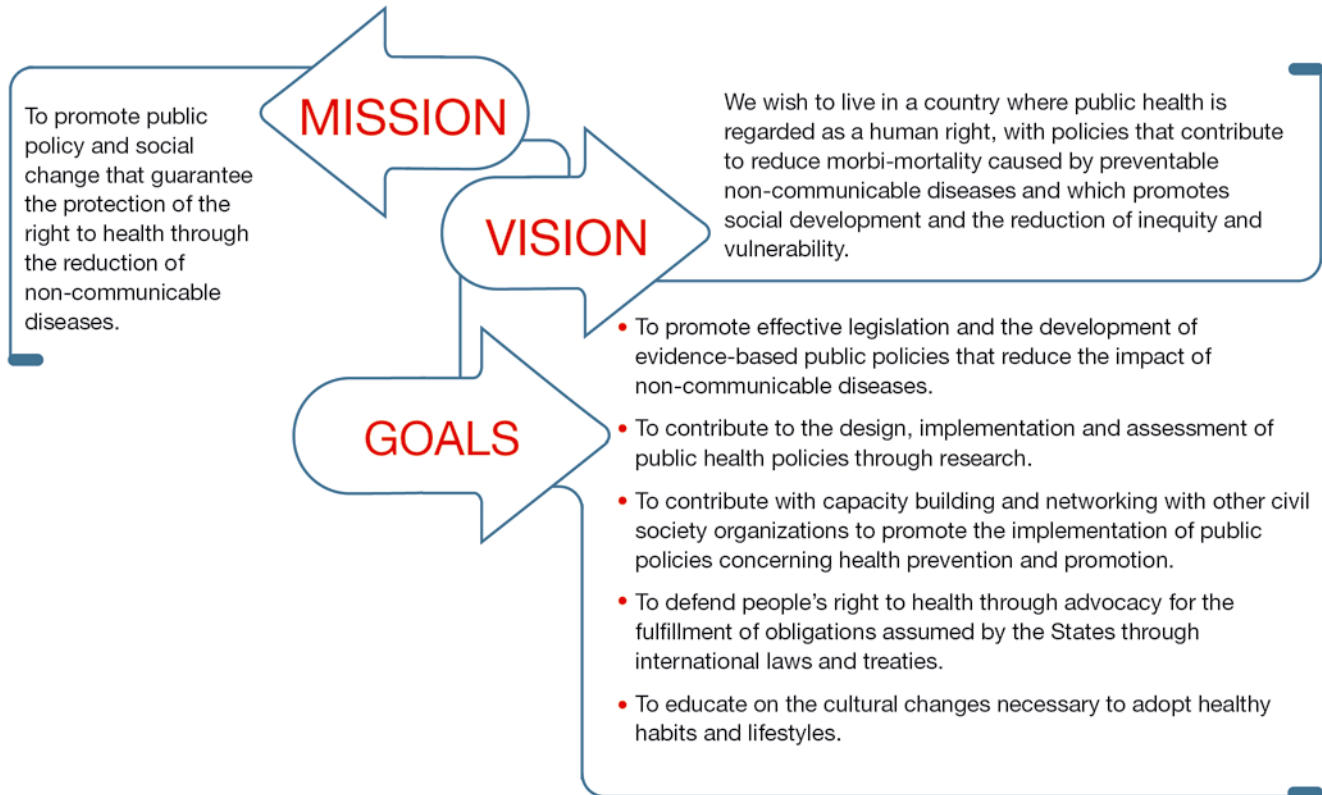 MISSION
To promote public
policy and social
change that guarantee
the protection of the
right to health through
the reduction of
non-communicable
diseases.
VISION
We wish to live in a country where public health is
regarded as a human right, with policies that contribute
to reduce morbi-mortality caused by preventable
non-communicable diseases and which promotes
social development and the reduction of inequity and
vulnerability.
GOALS
• To promote effective legislation and the development of
evidence-based public policies that reduce the impact of
non-communicable diseases.
• To contribute to the design, implementation and assessment of
public health policies through research.
• To contribute with capacity building and networking with other civil
society organizations to promote the implementation of public
policies concerning health prevention and promotion.
• To defend people’s right to health through advocacy for the
fulfillment of obligations assumed by the States through
international laws and treaties.
• To educate on the cultural changes necessary to adopt healthy
habits and lifestyles.